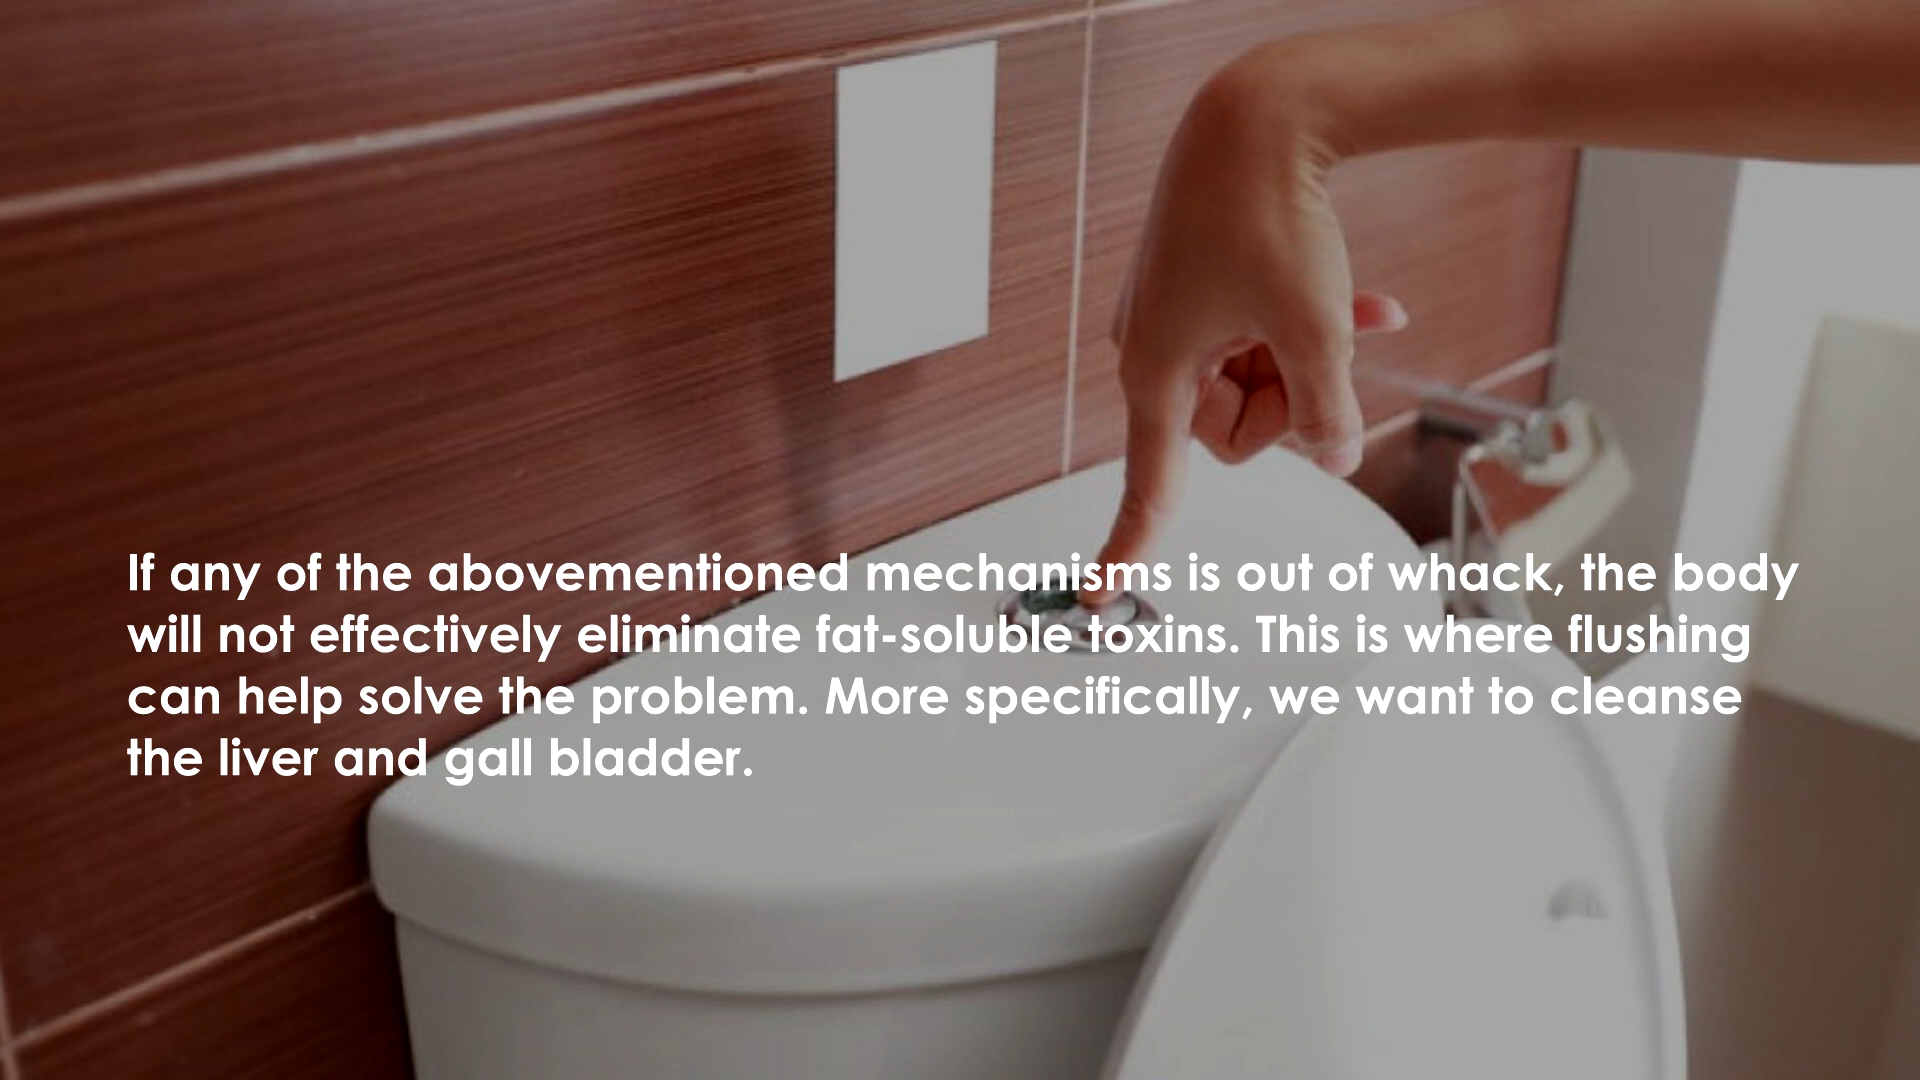 If any of the abovementioned mechanisms is out of whack, the body
will not effectively eliminate fat-soluble toxins. This is where flushing
can help solve the problem. More specifically, we want to cleanse
the liver and gall bladder.